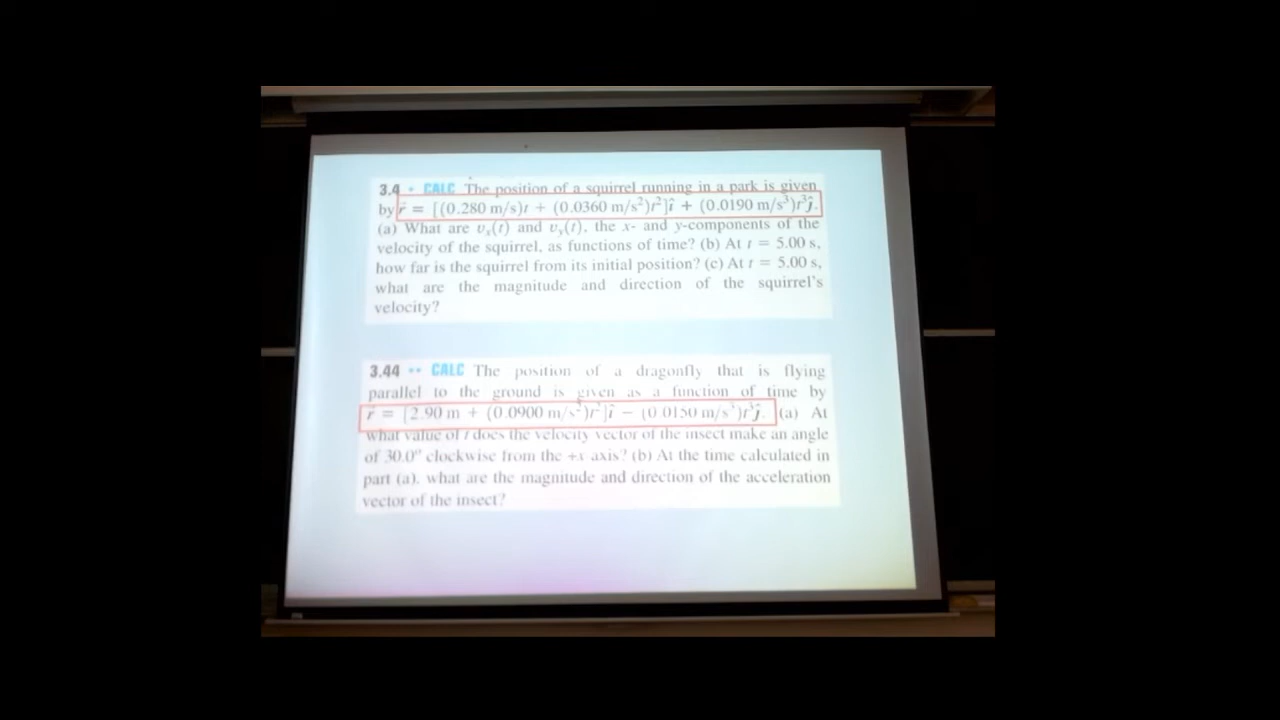 3.4 • CALC The position of a squirrel running in a park is given
by r⃗ = [(0.280 m/s)t + (0.0360 m/s²)t²]î + (0.0190 m/s³)t³ĵ.
(a) What are υₓ(t) and υᵧ(t), the x- and y-components of the
velocity of the squirrel, as functions of time? (b) At t = 5.00 s,
how far is the squirrel from its initial position? (c) At t = 5.00 s,
what are the magnitude and direction of the squirrel's
velocity?
3.44 •• CALC The position of a dragonfly that is flying
parallel to the ground is given as a function of time by
r⃗ = [2.90 m + (0.0900 m/s²)t²]î − (0.0150 m/s³)t³ĵ. (a) At
what value of t does the velocity vector of the insect make an angle
of 30.0° clockwise from the +x axis? (b) At the time calculated in
part (a), what are the magnitude and direction of the acceleration
vector of the insect?